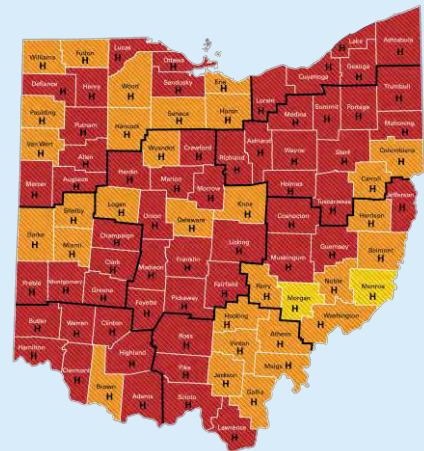 Williams
H
Fulton
H
Lucas
H
Ottawa
H
Lake
H
Ashtabula
H
Geauga
H
Cuyahoga
H
Defiance
H
Henry
H
Wood
H
Sandusky
H
Erie
H
Lorain
H
Trumbull
H
Paulding
H
Putnam
H
Hancock
H
Seneca
H
Huron
H
Medina
H
Summit
H
Portage
H
Mahoning
H
Van Wert
H
Allen
H
Wyandot
H
Crawford
H
Richland
H
Ashland
H
Wayne
H
Stark
H
Columbiana
H
Mercer
H
Auglaize
H
Hardin
H
Marion
H
Morrow
H
Holmes
H
Carroll
H
Tuscarawas
H
Jefferson
H
Shelby
H
Logan
H
Union
H
Delaware
H
Knox
H
Coshocton
H
Harrison
H
Darke
H
Miami
H
Champaign
H
Clark
H
Madison
H
Franklin
H
Licking
H
Muskingum
H
Guernsey
H
Belmont
H
Preble
H
Montgomery
H
Greene
H
Fayette
H
Pickaway
H
Fairfield
H
Perry
H
Morgan
H
Noble
H
Monroe
H
Butler
H
Warren
H
Clinton
H
Ross
H
Hocking
H
Athens
H
Washington
H
Hamilton
H
Clermont
H
Brown
H
Highland
H
Adams
H
Pike
H
Scioto
H
Vinton
H
Jackson
H
Meigs
H
Gallia
H
Lawrence
H